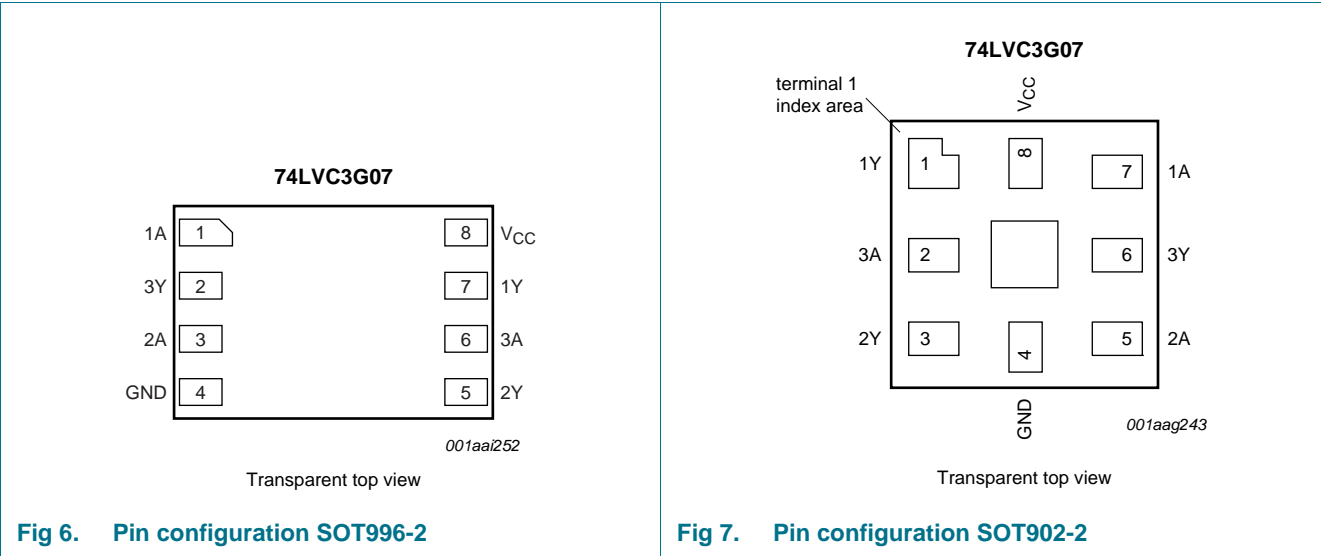 74LVC3G07
1A 1 8 VCC
3Y 2 7 1Y
2A 3 6 3A
GND 4 5 2Y
001aai252
Transparent top view
Fig 6. Pin configuration SOT996-2
74LVC3G07
terminal 1
index area
VCC
1Y 1 8 7 1A
3A 2 6 3Y
2Y 3 4 5 2A
GND
001aag243
Transparent top view
Fig 7. Pin configuration SOT902-2